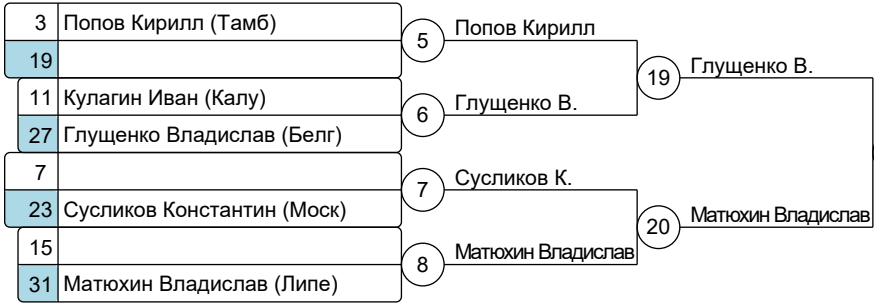 3 Попов Кирилл (Тамб)
19
5 Попов Кирилл
11 Кулагин Иван (Калу)
27 Глущенко Владислав (Белг)
6 Глущенко В.
19 Глущенко В.
7
23 Сусликов Константин (Моск)
7 Сусликов К.
15
31 Матюхин Владислав (Липе)
8 Матюхин Владислав
20 Матюхин Владислав